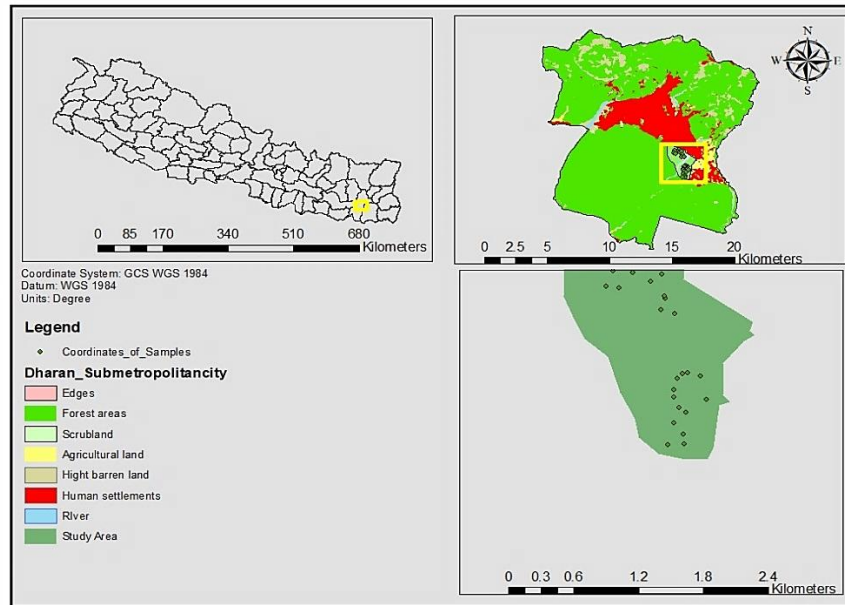 0 85 170 340 510 680
Kilometers
Coordinate System: GCS WGS 1984
Datum: WGS 1984
Units: Degree
Legend
Coordinates_of_Samples
Dharan_Submetropolitancity
Edges
Forest areas
Scrubland
Agricultural land
Hight barren land
Human settlements
RIver
Study Area
N
W E
S
0 2.5 5 10 15 20
Kilometers
0 0.3 0.6 1.2 1.8 2.4
Kilometers